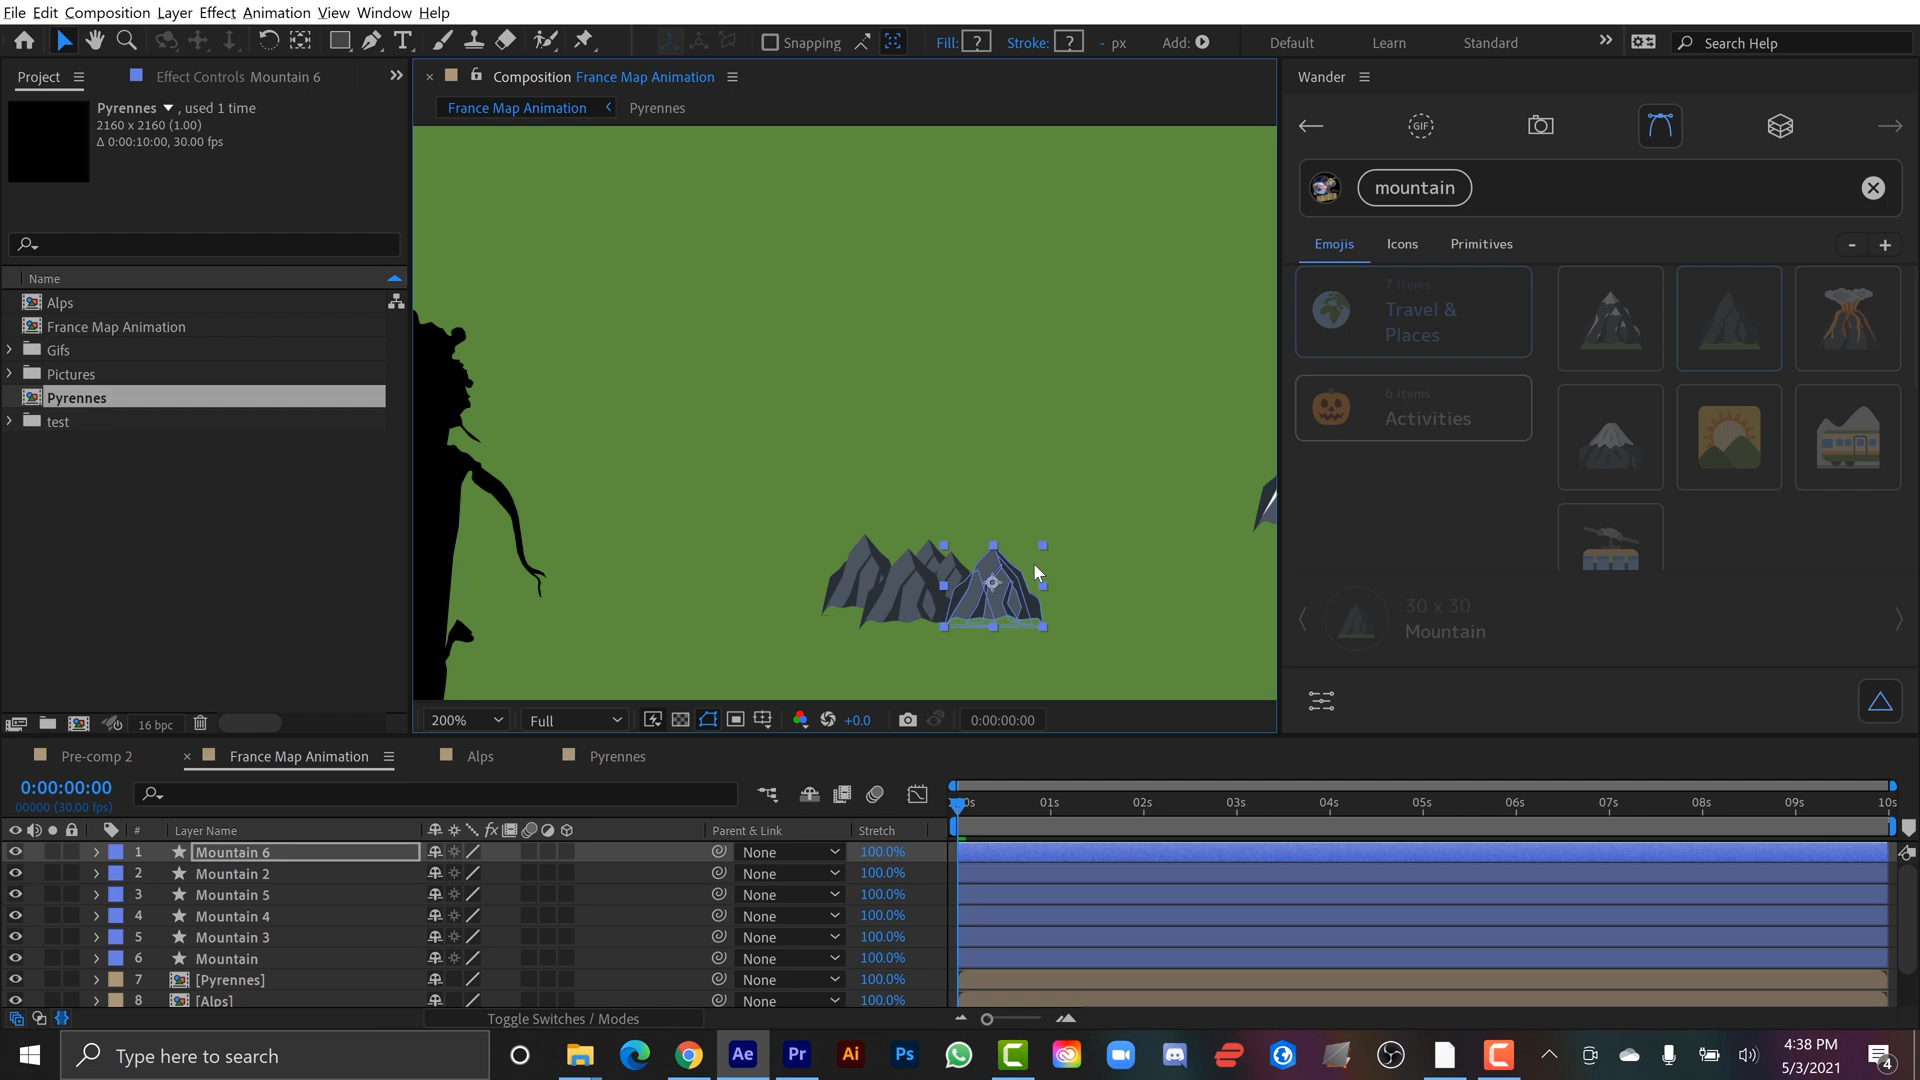 File Edit Composition Layer Effect Animation View Window Help
Snapping
Fill: ? Stroke: ? - px Add:
Default Learn Standard
Search Help
Project
Effect Controls Mountain 6
Composition France Map Animation
Wander
Pyrennes , used 1 time
2160 x 2160 (1.00)
Δ 0:00:10:00, 30.00 fps
France Map Animation Pyrennes
GIF
mountain
Emojis Icons Primitives
- +
Name
Alps
France Map Animation
Gifs
Pictures
Pyrennes
test
7 items
Travel &
Places
6 items
Activities
30 x 30
Mountain
16 bpc
200% Full +0.0 0:00:00:00
Pre-comp 2 France Map Animation Alps Pyrennes
0:00:00:00
00000 (30.00 fps)
01s 02s 03s 04s 05s 06s 07s 08s 09s 10s
# Layer Name fx Parent & Link Stretch
1 Mountain 6 None 100.0%
2 Mountain 2 None 100.0%
3 Mountain 5 None 100.0%
4 Mountain 4 None 100.0%
5 Mountain 3 None 100.0%
6 Mountain None 100.0%
7 [Pyrennes] None 100.0%
8 [Alps] None 100.0%
Toggle Switches / Modes
Type here to search
Ae Pr Ai Ps
4:38 PM
5/3/2021
4